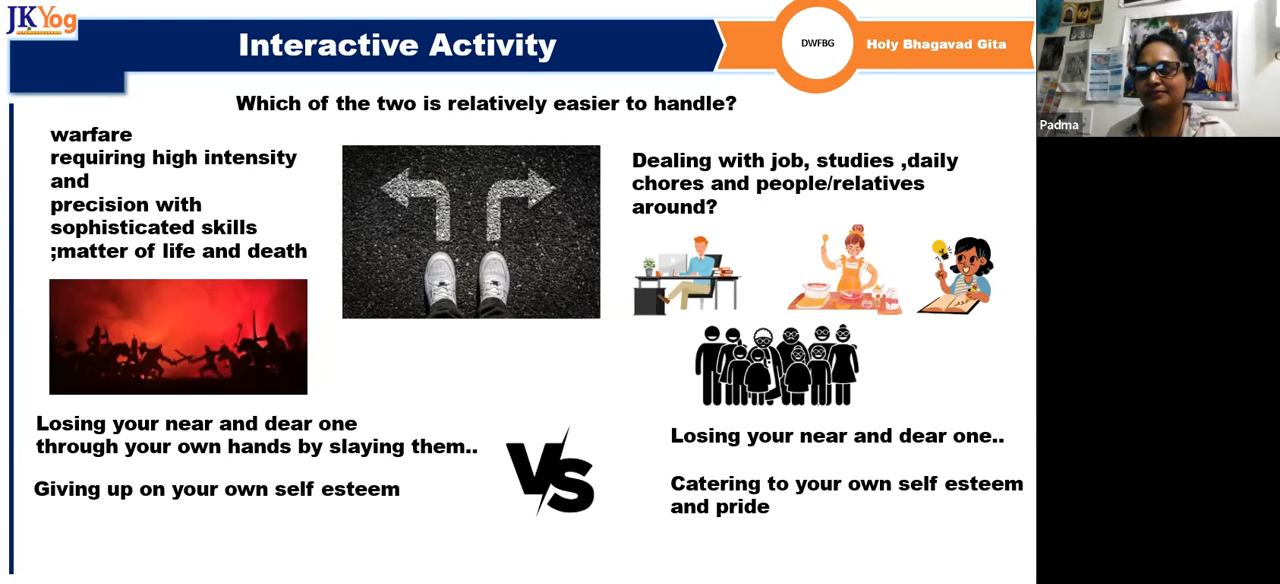 JKYog
Interactive Activity
DWFBG
Holy Bhagavad Gita
Padma
Which of the two is relatively easier to handle?
warfare
requiring high intensity
and
precision with
sophisticated skills
;matter of life and death
Dealing with job, studies ,daily
chores and people/relatives
around?
Losing your near and dear one
through your own hands by slaying them..
Giving up on your own self esteem
VS
Losing your near and dear one..
Catering to your own self esteem
and pride